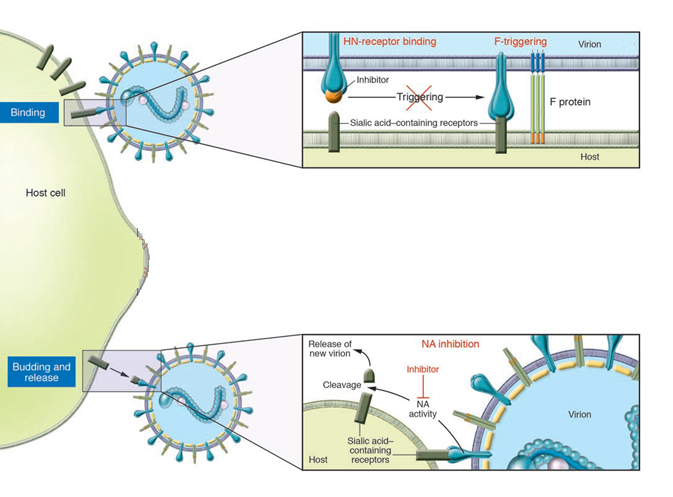 HN-receptor binding
F-triggering
Virion
Inhibitor
Triggering
F protein
Sialic acid–containing receptors
Host
Binding
Host cell
Budding and
release
Release of
new virion
NA inhibition
Inhibitor
Cleavage
NA
activity
Virion
Sialic acid–
containing
receptors
Host